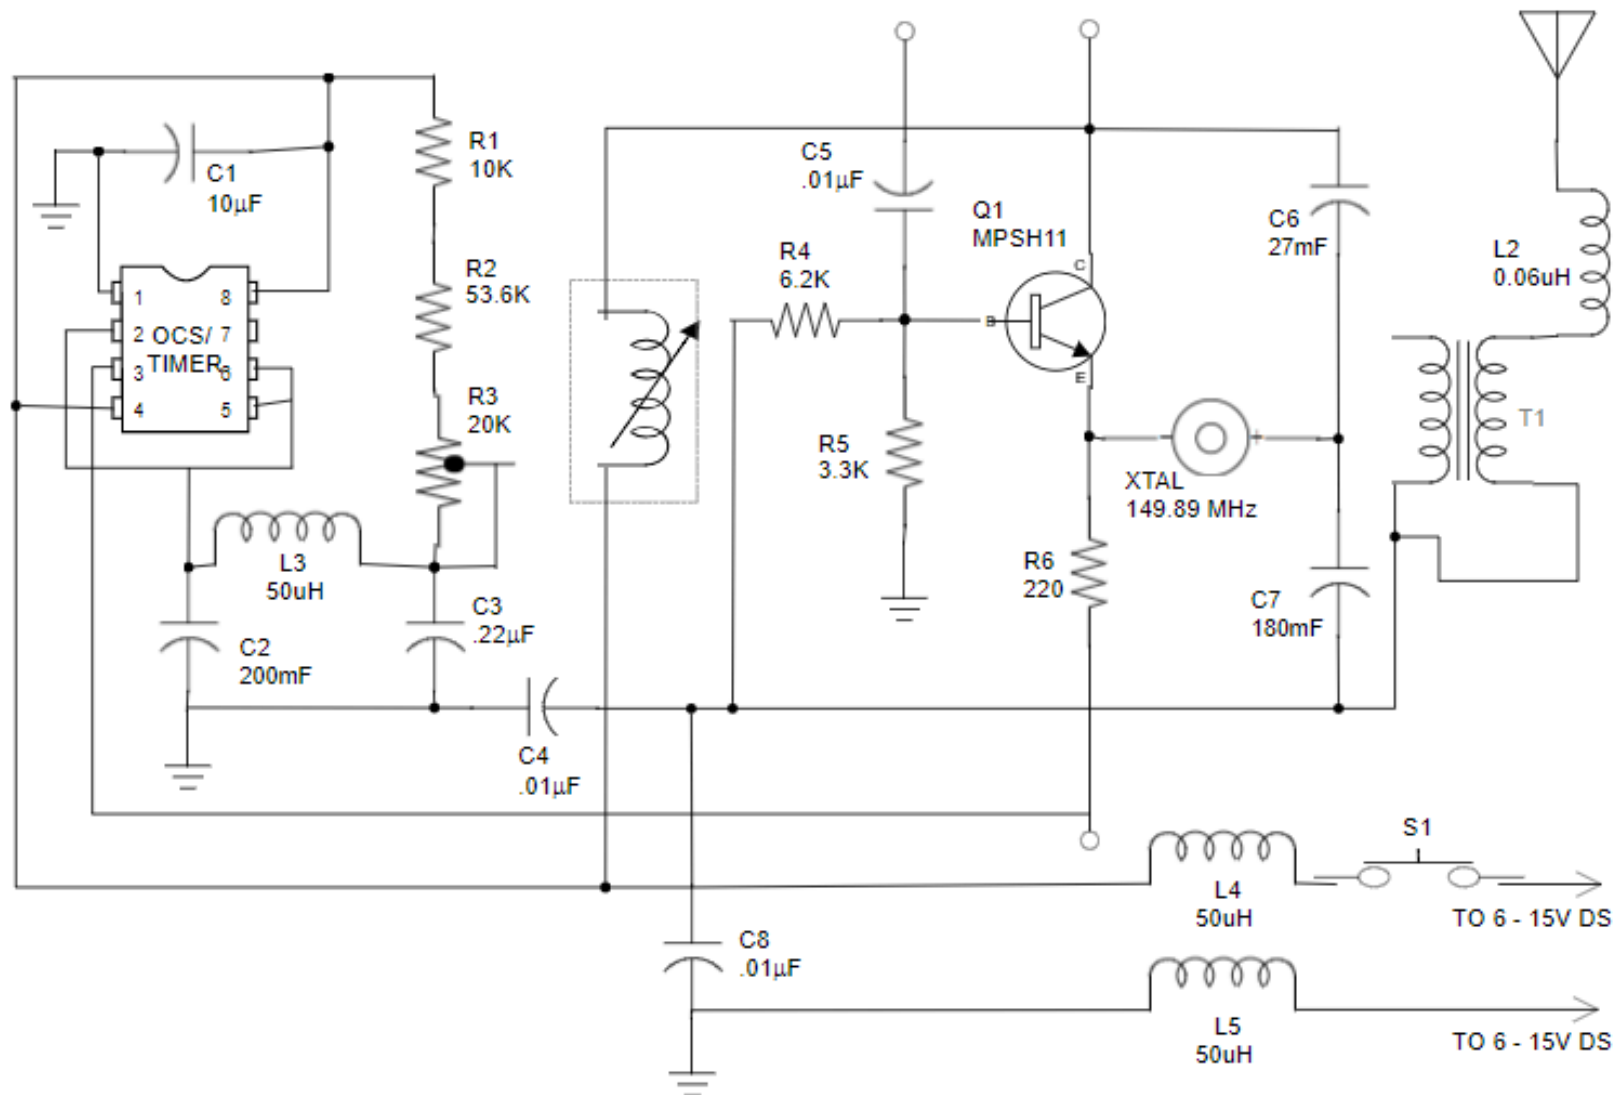 R1
10K
C1
10µF
C5
.01µF
Q1
MPSH11
C6
27mF
L2
0.06uH
R4
6.2K
R2
53.6K
C
B
E
1
2
3
4
8
7
6
5
OCS/
TIMER
R3
20K
R5
3.3K
T1
XTAL
149.89 MHz
+
L3
50uH
R6
220
C3
.22µF
C7
180mF
C2
200mF
C4
.01µF
S1
L4
50uH
TO 6 - 15V DS
C8
.01µF
L5
50uH
TO 6 - 15V DS